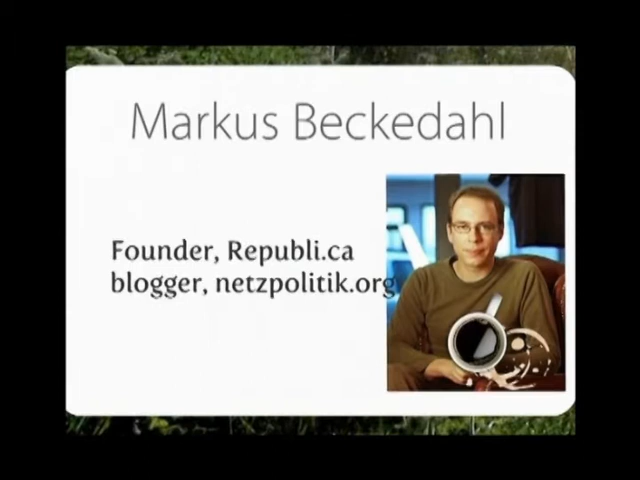 Markus Beckedahl
Founder, Republi.ca
blogger, netzpolitik.org